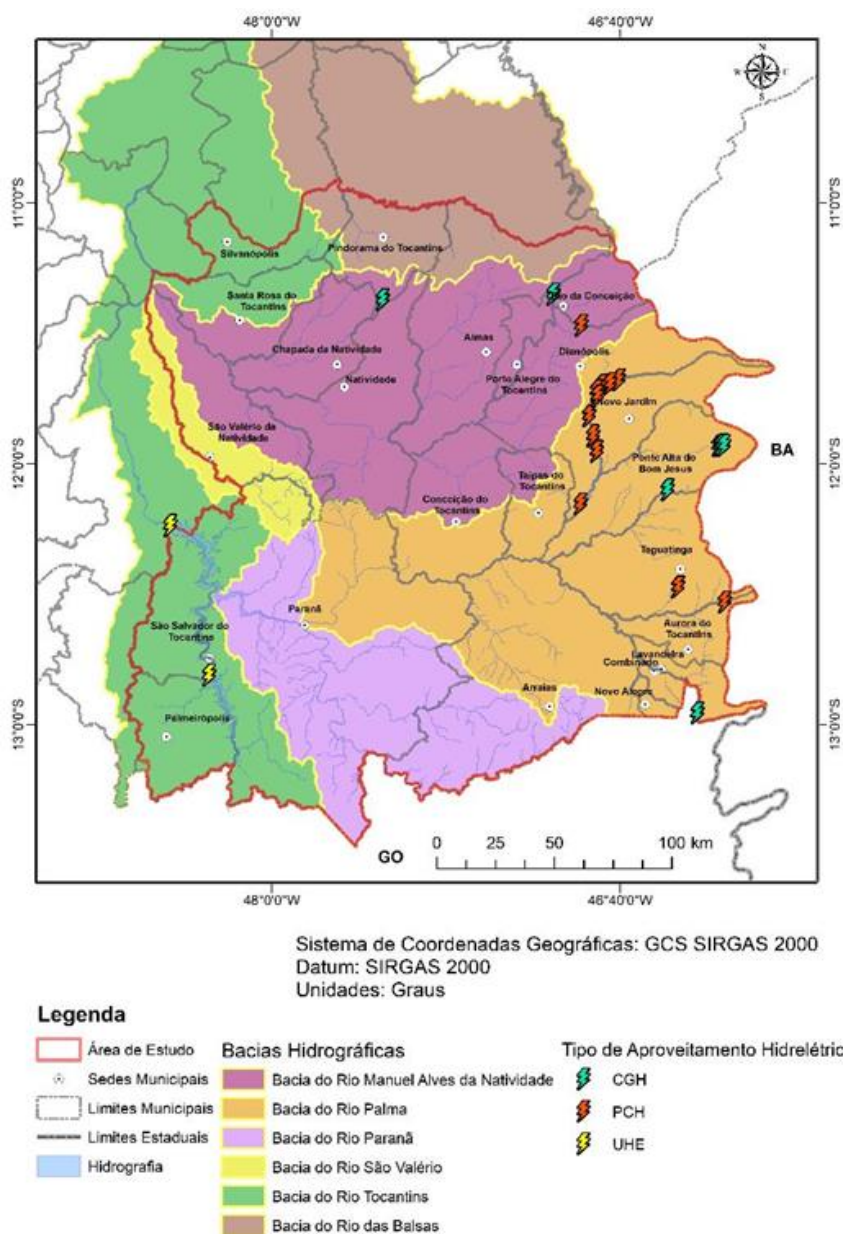 48°0'0"W 46°40'0"W
N
W E
S
11°0'0"S 11°0'0"S
Silvanópolis
Pindorama do Tocantins
Santa Rosa do
Tocantins
Rio da Conceição
Chapada da Natividade
Almas
Dianópolis
Natividade
Porto Alegre do
Tocantins
Novo Jardim
São Valério da
Natividade
12°0'0"S 12°0'0"S
BA
Ponte Alta do
Bom Jesus
Taipas do
Tocantins
Conceição do
Tocantins
Taguatinga
Paranã
São Salvador do
Tocantins
Aurora do
Tocantins
Lavandeira
Combinado
Novo Alegre
Arraias
Palmeirópolis
13°0'0"S 13°0'0"S
GO
0 25 50 100 km
48°0'0"W 46°40'0"W
Sistema de Coordenadas Geográficas: GCS SIRGAS 2000
Datum: SIRGAS 2000
Unidades: Graus
Legenda
Área de Estudo
Sedes Municipais
Limites Municipais
Limites Estaduais
Hidrografia
Bacias Hidrográficas
Bacia do Rio Manuel Alves da Natividade
Bacia do Rio Palma
Bacia do Rio Paranã
Bacia do Rio São Valério
Bacia do Rio Tocantins
Bacia do Rio das Balsas
Tipo de Aproveitamento Hidrelétric
CGH
PCH
UHE